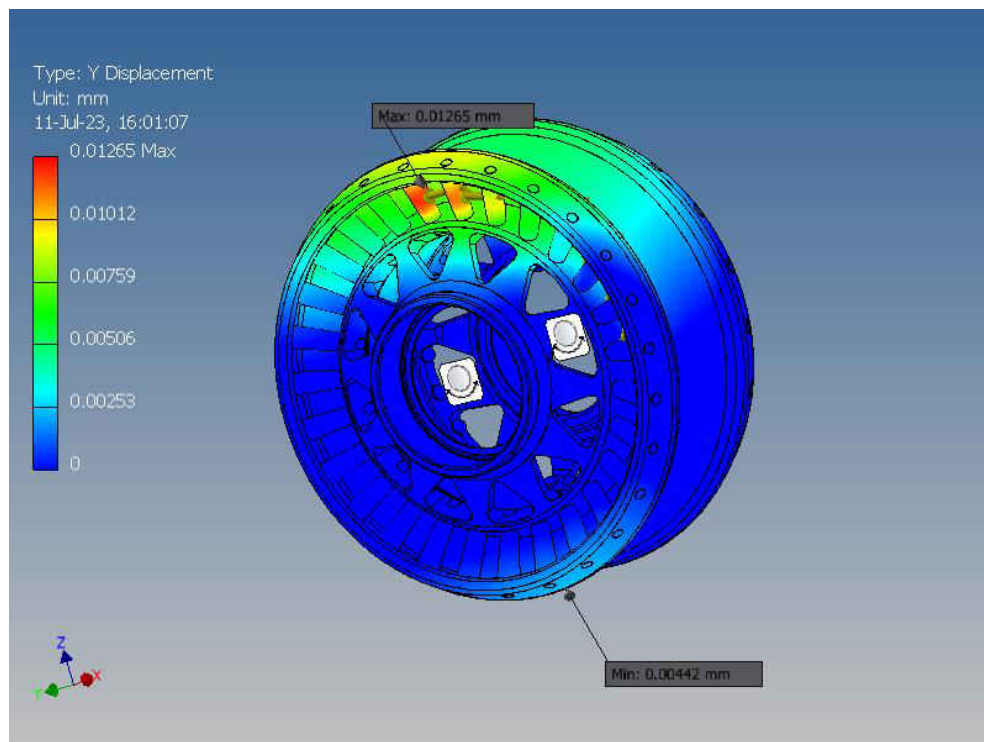 Type: Y Displacement
Unit: mm
11-Jul-23, 16:01:07
0.01265 Max
0.01012
0.00759
0.00506
0.00253
0
Max: 0.01265 mm
Min: 0.00442 mm
Z
X
Y